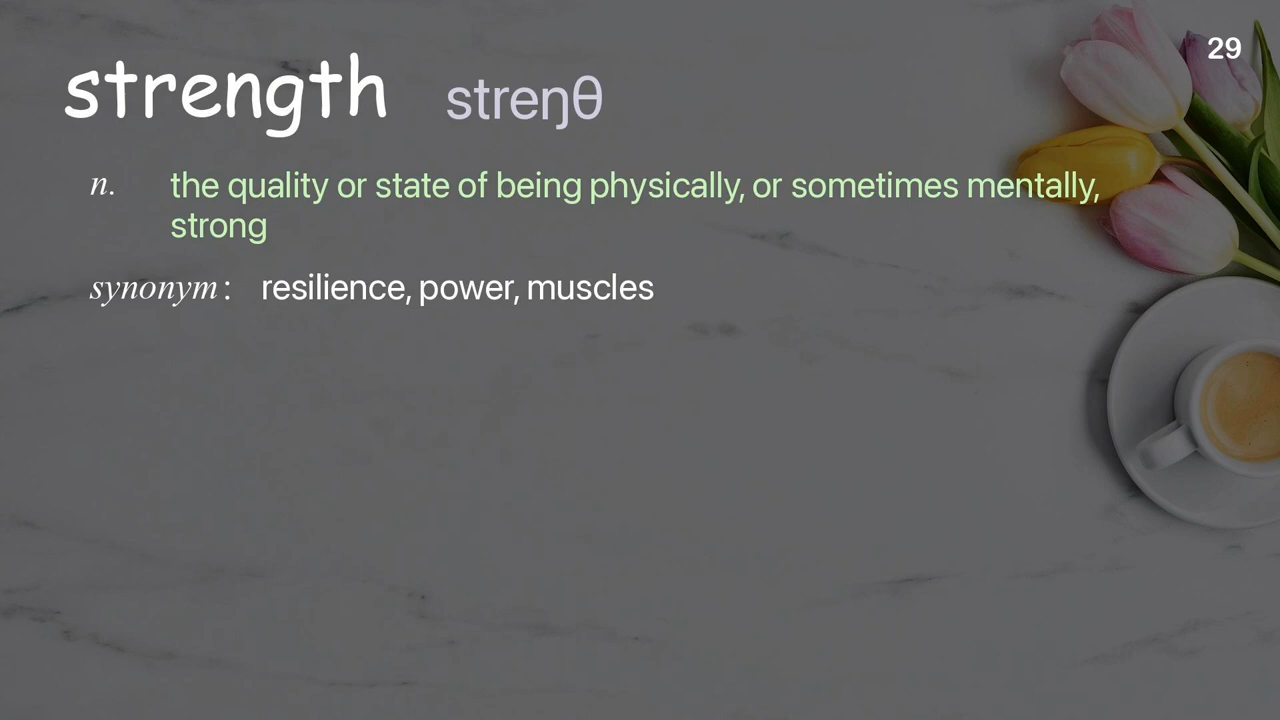 29
strength streŋθ
n. the quality or state of being physically, or sometimes mentally,
strong
synonym: resilience, power, muscles